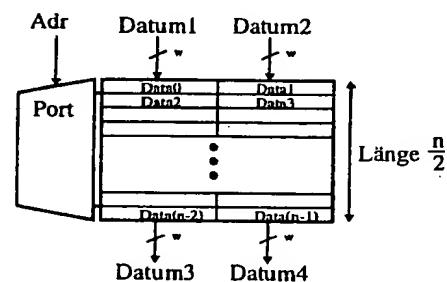 Adr Datum1 Datum2
w w
Data0 Data1
Port Data2 Data3
Länge n/2
Data(n-2) Data(n-1)
w w
Datum3 Datum4